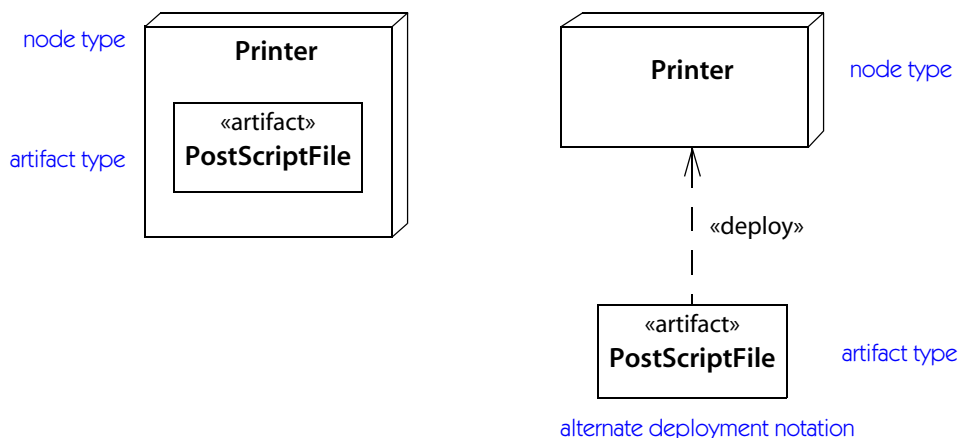 node type
Printer
«artifact»
PostScriptFile
artifact type
Printer
node type
«deploy»
«artifact»
PostScriptFile
artifact type
alternate deployment notation